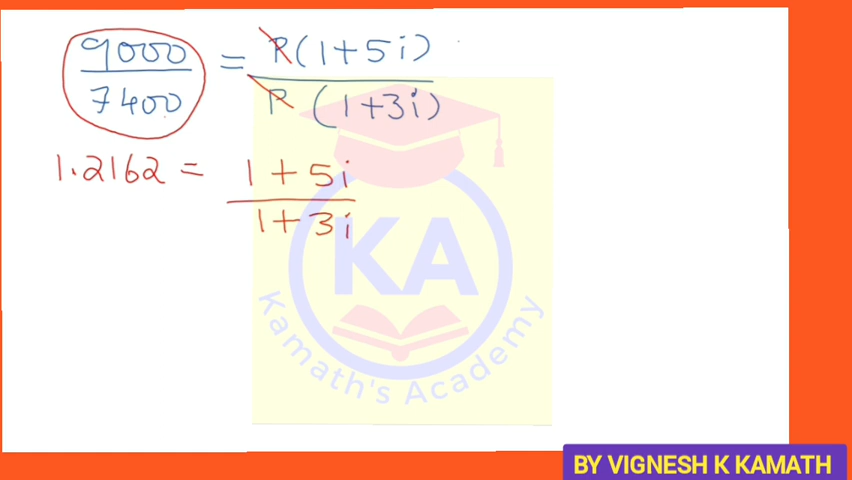 9000 = P(1+5i)
7400 P (1+3i)
1.2162 = 1 + 5i
1 + 3i
KA
Kamath's Academy
BY VIGNESH K KAMATH